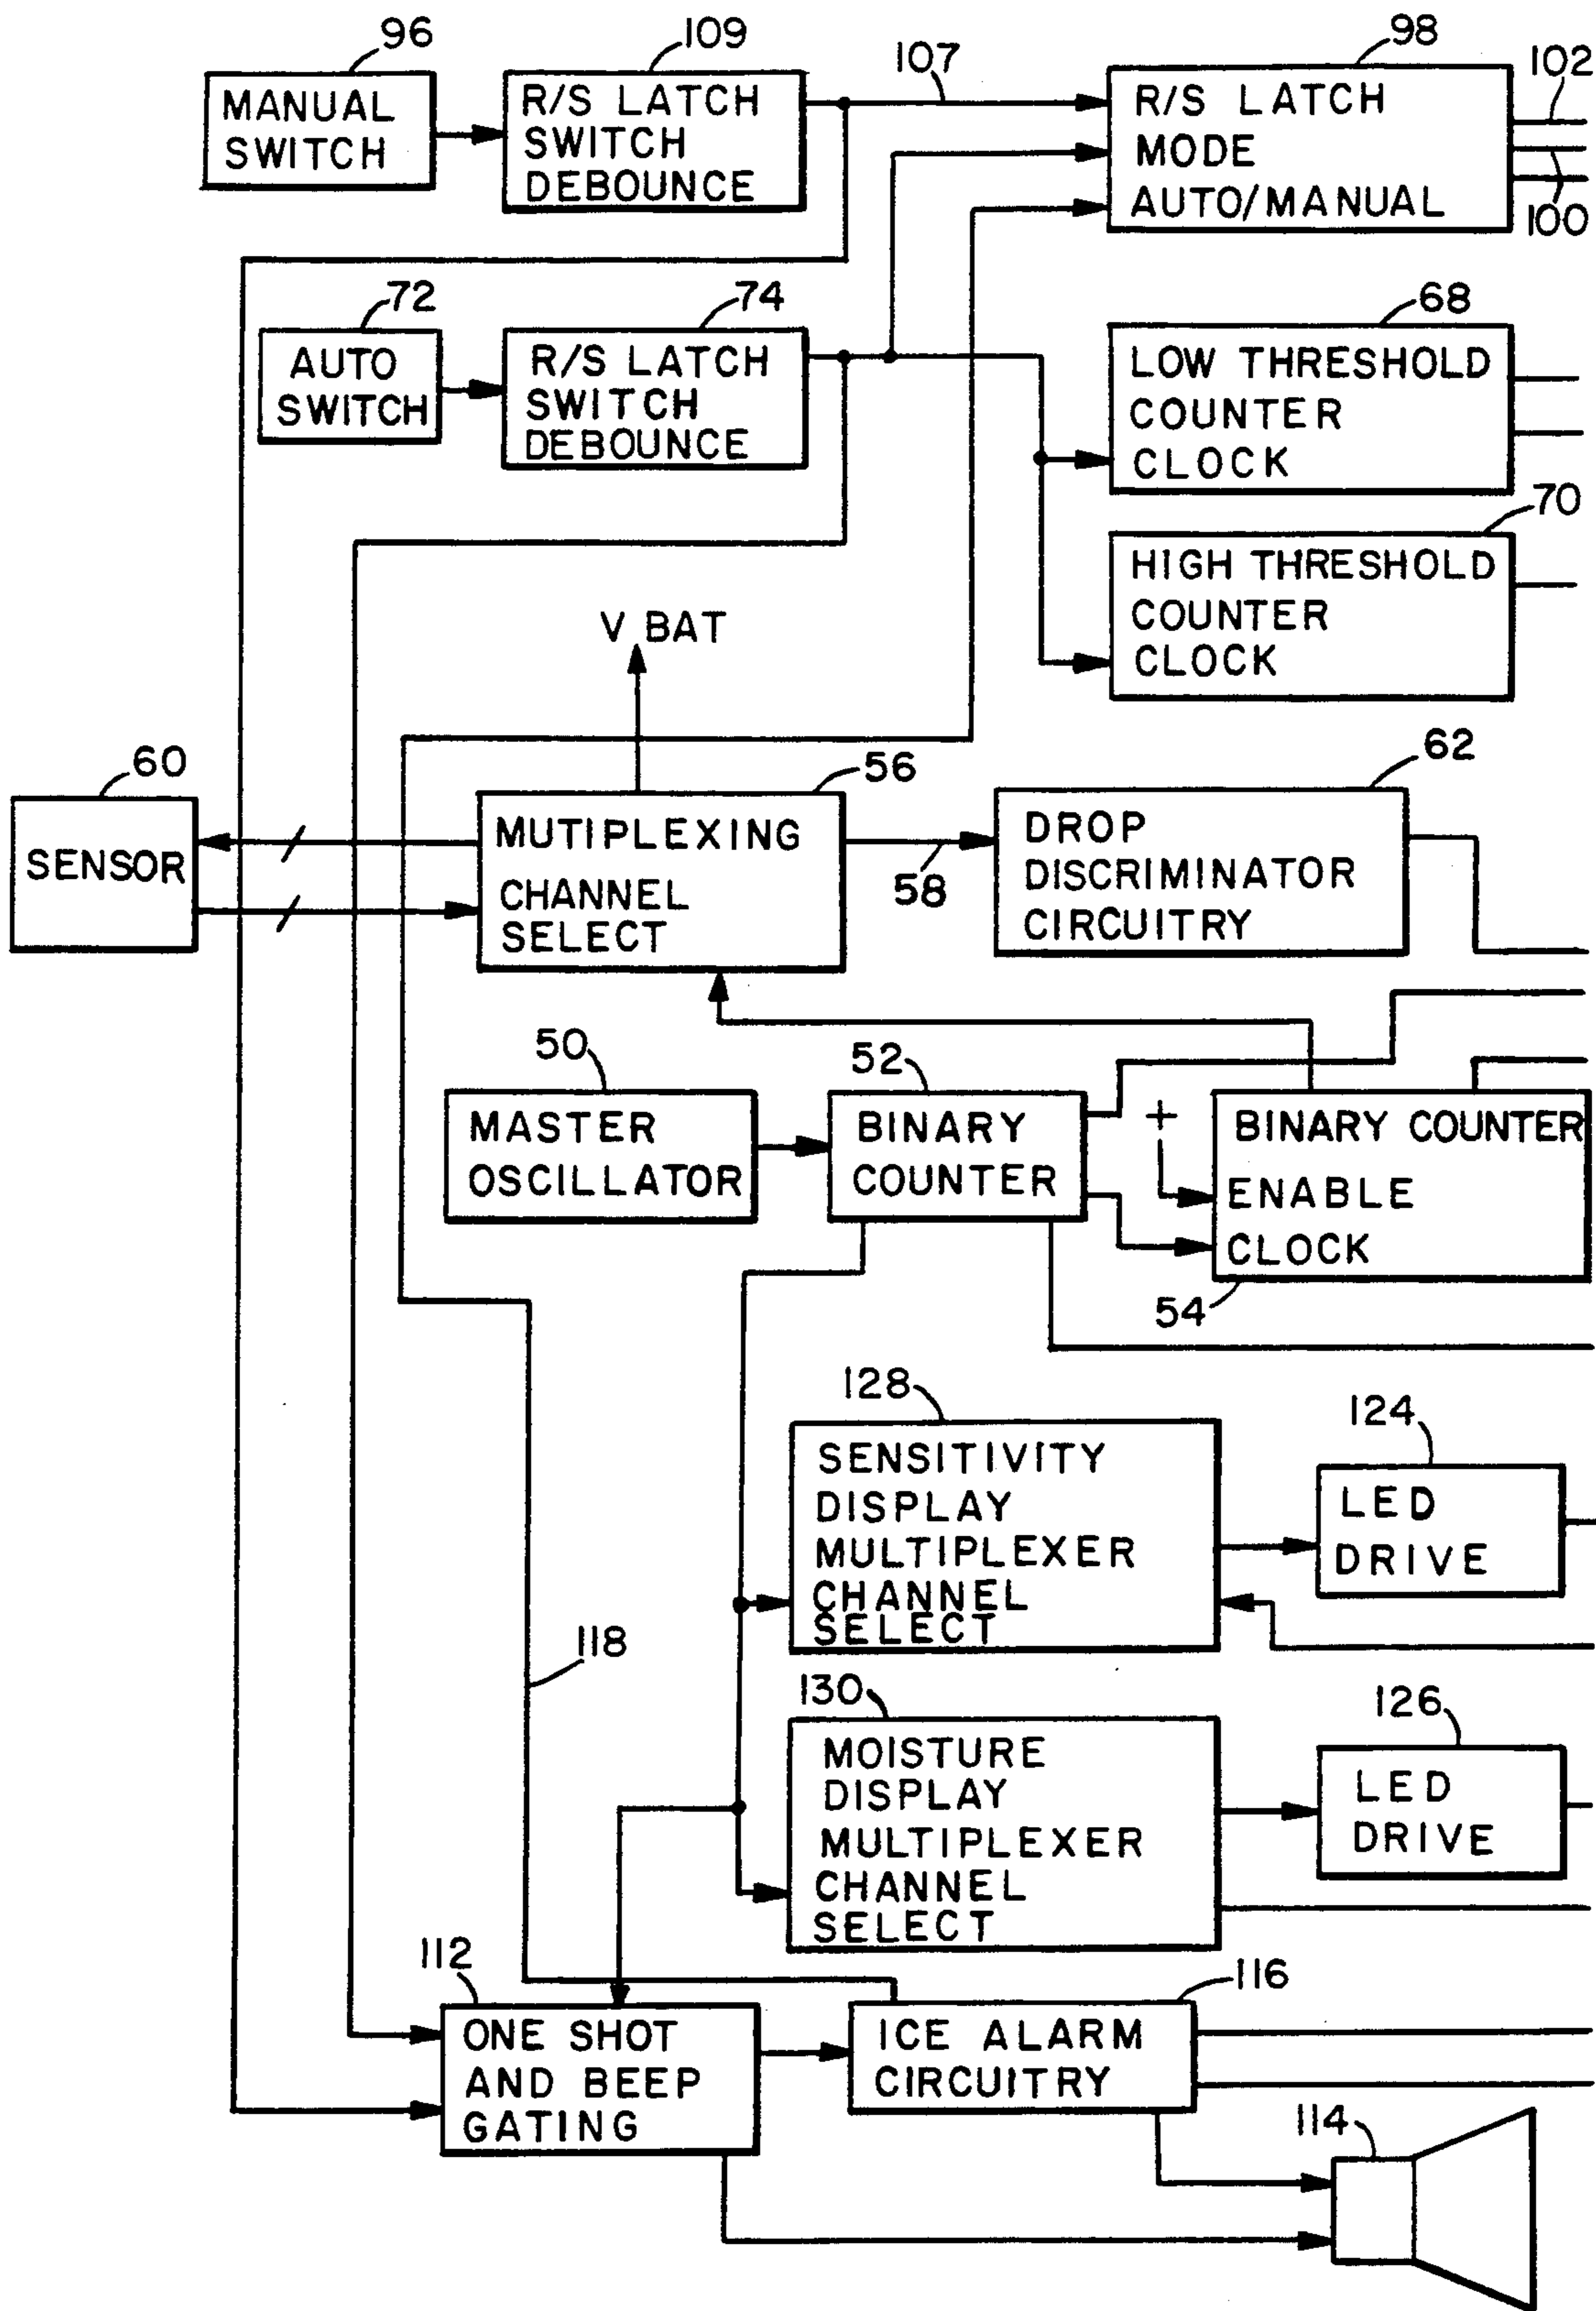 96
109
107
98
102
MANUAL
SWITCH
R/S LATCH
SWITCH
DEBOUNCE
R/S LATCH
MODE
AUTO/MANUAL
100
72
74
68
AUTO
SWITCH
R/S LATCH
SWITCH
DEBOUNCE
LOW THRESHOLD
COUNTER
CLOCK
70
HIGH THRESHOLD
COUNTER
CLOCK
V BAT
60
56
62
SENSOR
MUTIPLEXING
CHANNEL
SELECT
58
DROP
DISCRIMINATOR
CIRCUITRY
50
52
MASTER
OSCILLATOR
BINARY
COUNTER
+
BINARY COUNTER
ENABLE
CLOCK
54
128
124
SENSITIVITY
DISPLAY
MULTIPLEXER
CHANNEL
SELECT
LED
DRIVE
118
130
126
MOISTURE
DISPLAY
MULTIPLEXER
CHANNEL
SELECT
LED
DRIVE
112
116
ONE SHOT
AND BEEP
GATING
ICE ALARM
CIRCUITRY
114